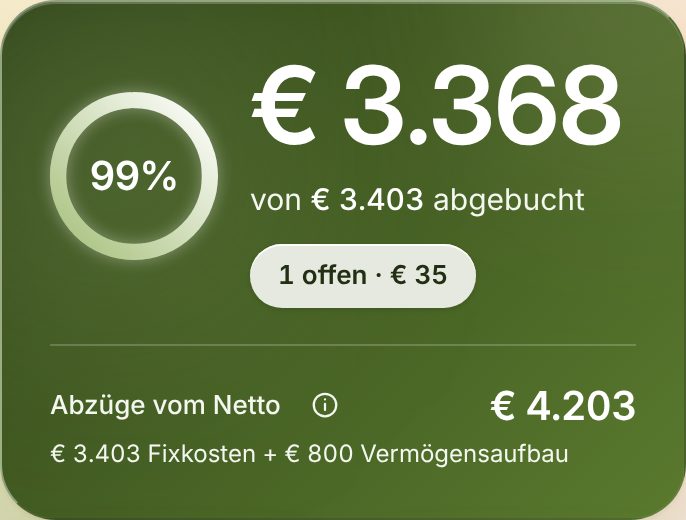 99%
€ 3.368
von € 3.403 abgebucht
1 offen · € 35
Abzüge vom Netto
€ 4.203
€ 3.403 Fixkosten + € 800 Vermögensaufbau